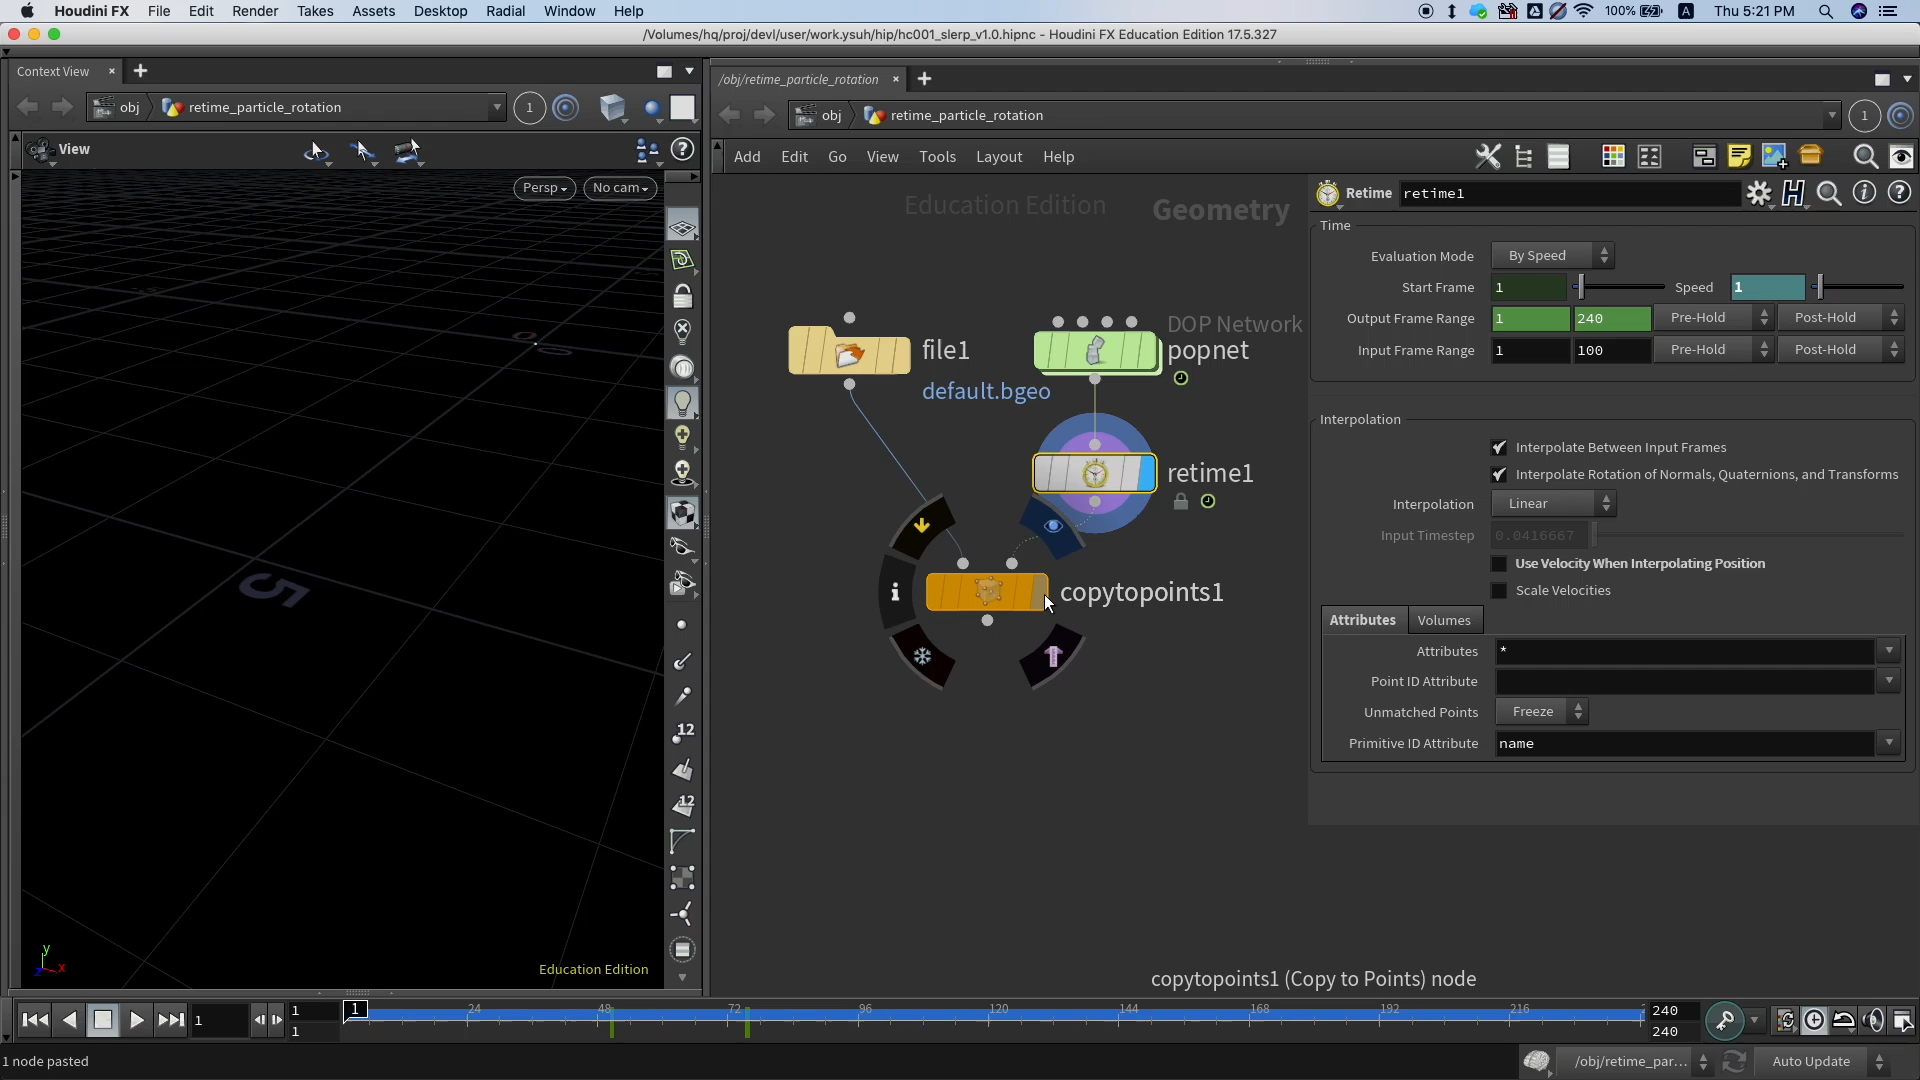 Houdini FX File Edit Render Takes Assets Desktop Radial Window Help
100% A Thu 5:21 PM
/Volumes/hq/proj/devl/user/work.ysuh/hip/hc001_slerp_v1.0.hipnc - Houdini FX Education Edition 17.5.327
Context View × +
/obj/retime_particle_rotation × +
obj retime_particle_rotation 1
obj retime_particle_rotation 1
View
Add Edit Go View Tools Layout Help
Persp No cam
Education Edition
Geometry
Retime retime1
Time
Evaluation Mode By Speed
Start Frame 1 Speed 1
Output Frame Range 1 240 Pre-Hold Post-Hold
Input Frame Range 1 100 Pre-Hold Post-Hold
Interpolation
Interpolate Between Input Frames
Interpolate Rotation of Normals, Quaternions, and Transforms
Interpolation Linear
Input Timestep 0.0416667
Use Velocity When Interpolating Position
Scale Velocities
Attributes Volumes
Attributes *
Point ID Attribute
Unmatched Points Freeze
Primitive ID Attribute name
file1
default.bgeo
DOP Network
popnet
retime1
copytopoints1
5
12
12
y
x
z
Education Edition
copytopoints1 (Copy to Points) node
1
1
1
1
24 48 72 96 120 144 168 192 216
240
240
1 node pasted
/obj/retime_par... Auto Update